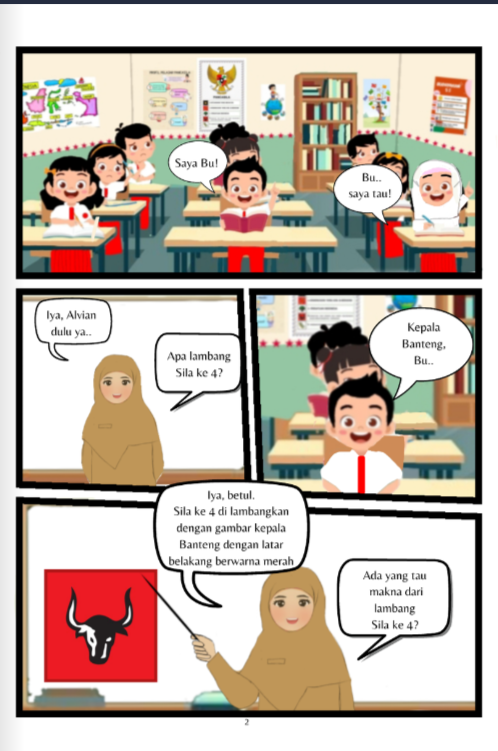 Saya Bu!
Bu..
saya tau!
Iya, Alvian
dulu ya..
Apa lambang
Sila ke 4?
Kepala
Banteng,
Bu..
Iya, betul.
Sila ke 4 di lambangkan
dengan gambar kepala
Banteng dengan latar
belakang berwarna merah
Ada yang tau
makna dari
lambang
Sila ke 4?
2